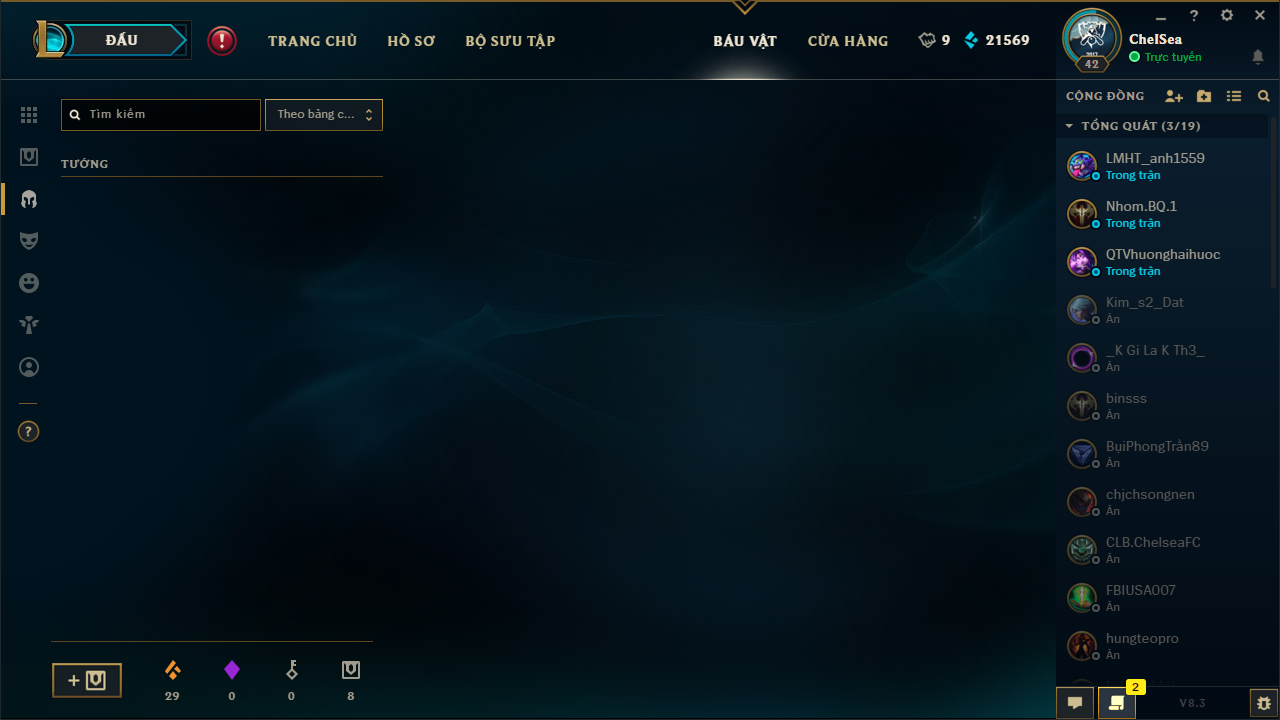 ĐẤU
TRANG CHỦ
HỒ SƠ
BỘ SƯU TẬP
BÁU VẬT
CỬA HÀNG
9
21569
2017
42
ChelSea
Trực tuyến
?
Tìm kiếm
Theo bảng c...
TƯỚNG
?
+
29
0
0
8
CỘNG ĐỒNG
TỔNG QUÁT (3/19)
LMHT_anh1559
Trong trận
Nhom.BQ.1
Trong trận
QTVhuonghaihuoc
Trong trận
Kim_s2_Dat
Ẩn
_K Gi La K Th3_
Ẩn
binsss
Ẩn
BụiPhongTrần89
Ẩn
chjchsongnen
Ẩn
CLB.ChelseaFC
Ẩn
FBIUSA007
Ẩn
hungteopro
Ẩn
2
V8.3